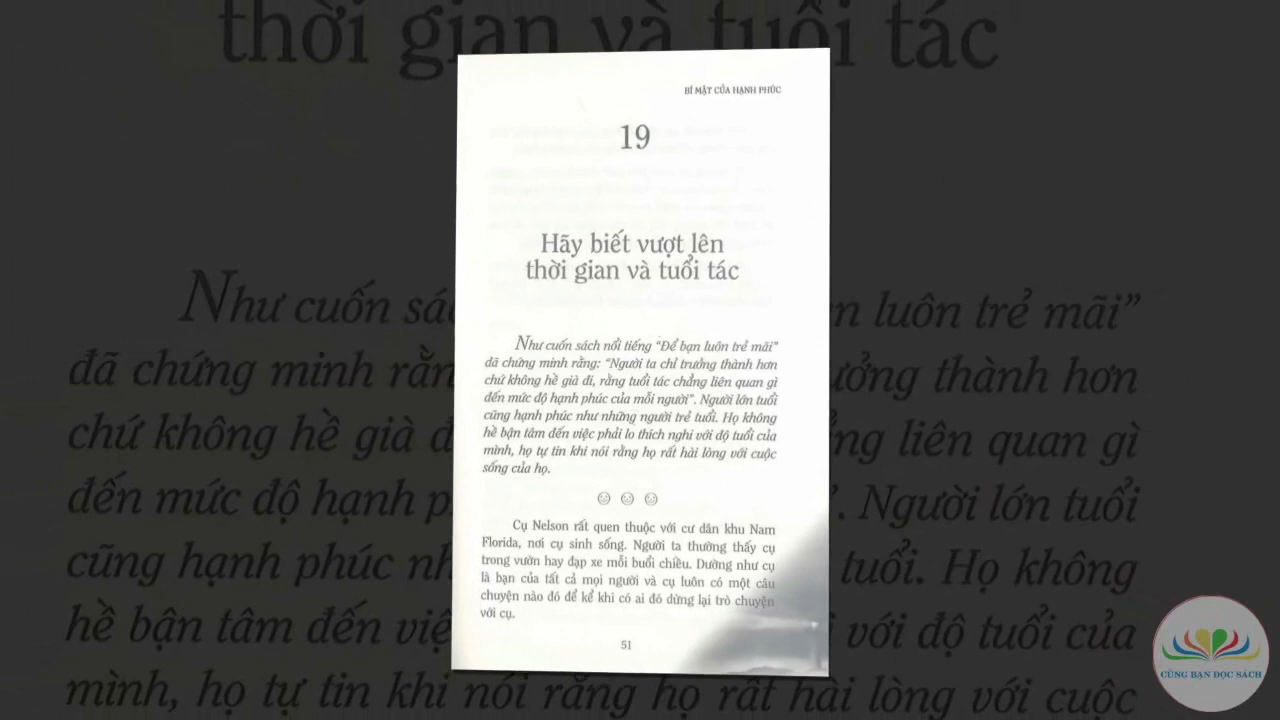 BÍ MẬT CỦA HẠNH PHÚC
19
Hãy biết vượt lên
thời gian và tuổi tác
Như cuốn sách nổi tiếng “Để bạn luôn trẻ mãi”
đã chứng minh rằng: “Người ta chỉ trưởng thành hơn
chứ không hề già đi, rằng tuổi tác chẳng liên quan gì
đến mức độ hạnh phúc của mỗi người”. Người lớn tuổi
cũng hạnh phúc như những người trẻ tuổi. Họ không
hề bận tâm đến việc phải lo thích nghi với độ tuổi của
mình, họ tự tin khi nói rằng họ rất hài lòng với cuộc
sống của họ.
Cụ Nelson rất quen thuộc với cư dân khu Nam
Florida, nơi cụ sinh sống. Người ta thường thấy cụ
trong vườn hay đạp xe mỗi buổi chiều. Dường như cụ
là bạn của tất cả mọi người và cụ luôn có một câu
chuyện nào đó để kể khi có ai đó dừng lại trò chuyện
với cụ.
51
thời gian và tuổi tác
Như cuốn sá
n luôn trẻ mãi”
đã chứng minh rằn
ưởng thành hơn
chứ không hề già đ
ng liên quan gì
đến mức độ hạnh p
. Người lớn tuổi
cũng hạnh phúc nh
tuổi. Họ không
hề bận tâm đến việ
với độ tuổi của
mình, họ tự tin khi nói rằng họ rất hài lòng với cuộc
CÙNG BẠN ĐỌC SÁCH